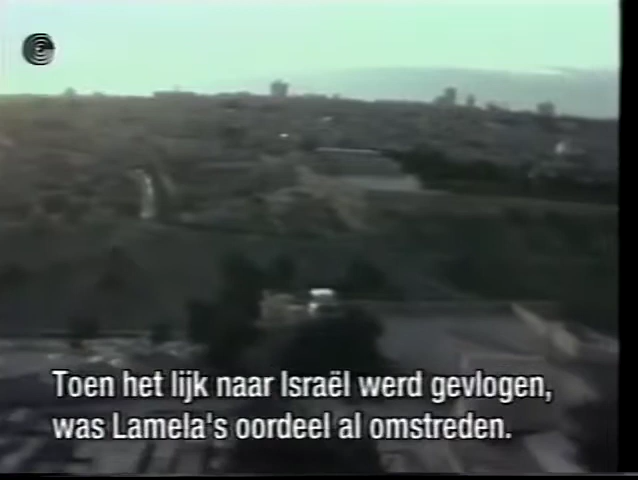 Toen het lijk naar Israël werd gevlogen,
was Lamela's oordeel al omstreden.